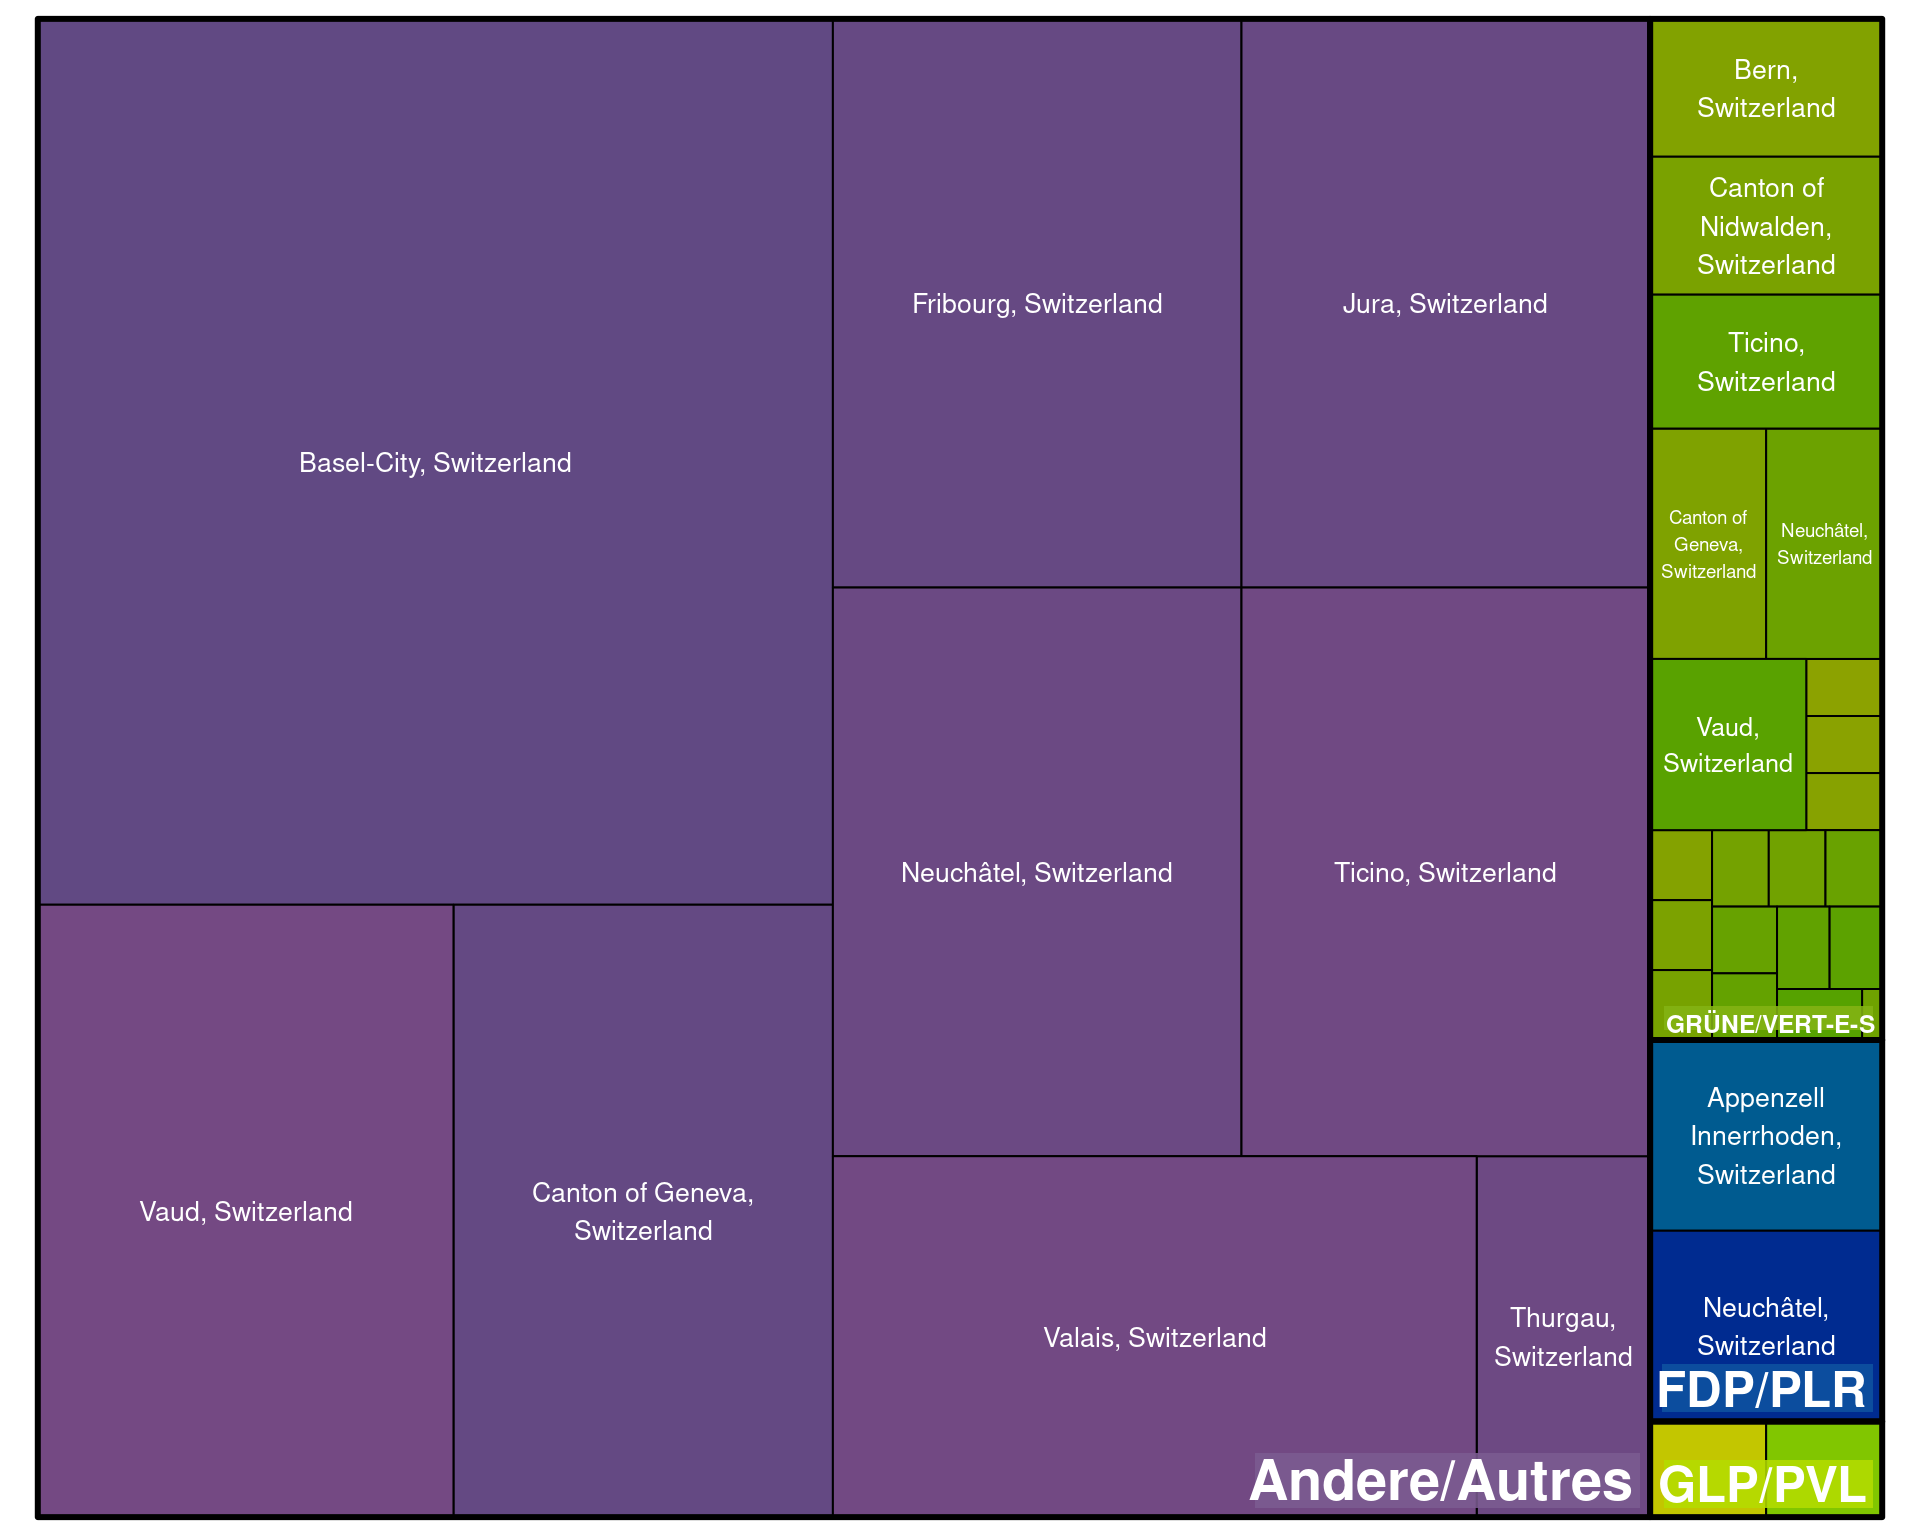 Basel-City, Switzerland
Fribourg, Switzerland
Jura, Switzerland
Neuchâtel, Switzerland
Ticino, Switzerland
Vaud, Switzerland
Canton of Geneva,
Switzerland
Valais, Switzerland
Thurgau,
Switzerland
Andere/Autres
Bern,
Switzerland
Canton of
Nidwalden,
Switzerland
Ticino,
Switzerland
Canton of
Geneva,
Switzerland
Neuchâtel,
Switzerland
Vaud,
Switzerland
GRÜNE/VERT-E-S
Appenzell
Innerrhoden,
Switzerland
Neuchâtel,
Switzerland
FDP/PLR
GLP/PVL